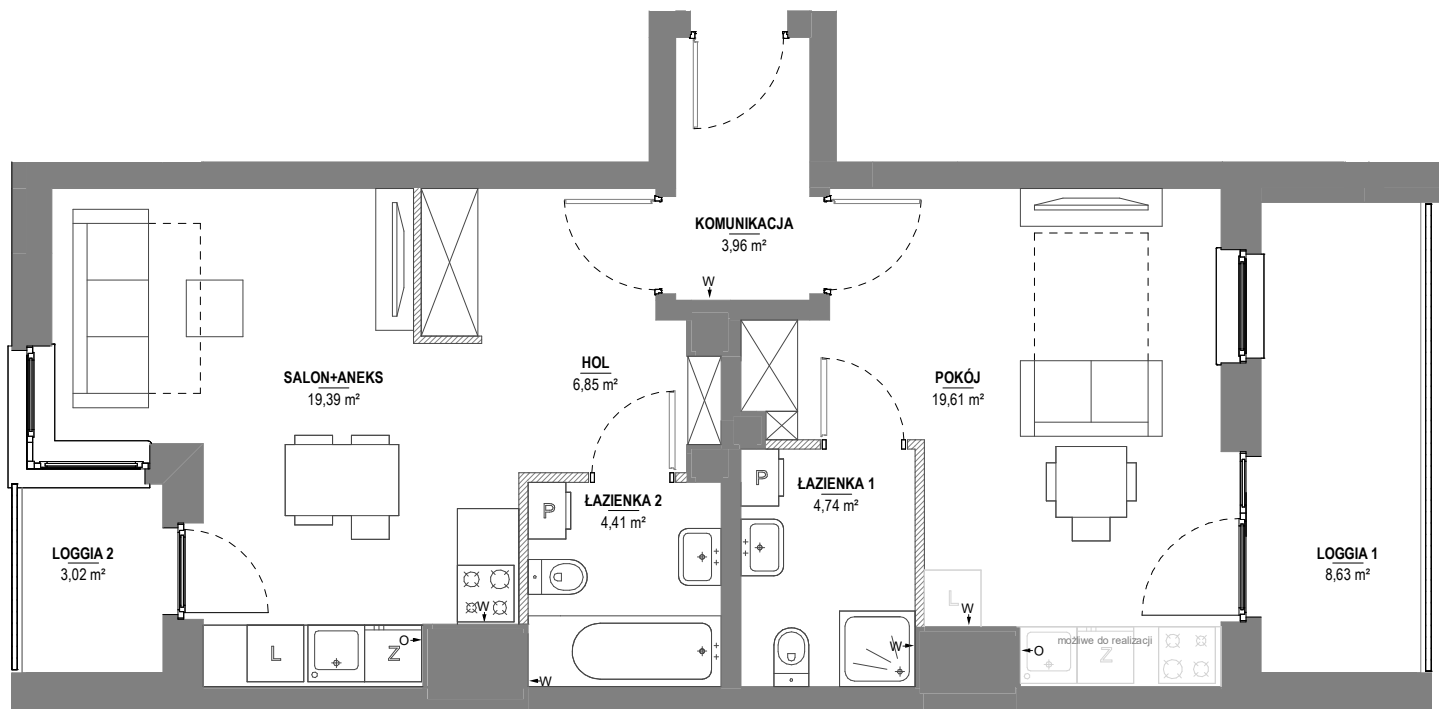 KOMUNIKACJA
3,96 m²
W
SALON+ANEKS
19,39 m²
HOL
6,85 m²
POKÓJ
19,61 m²
ŁAZIENKA 2
4,41 m²
P
ŁAZIENKA 1
4,74 m²
P
LOGGIA 2
3,02 m²
LOGGIA 1
8,63 m²
W
L
W
O
L
Z
W
W
O
możliwe do realizacji
Z